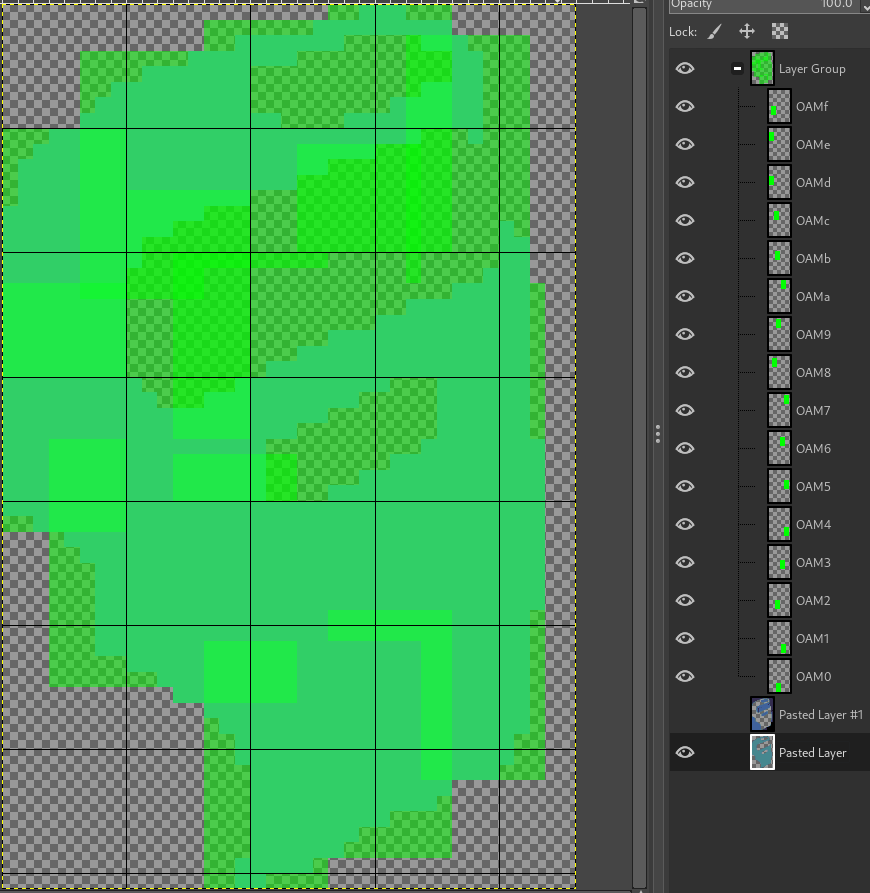 Opacity 100.0
Lock:
Layer Group
OAMf
OAMe
OAMd
OAMc
OAMb
OAMa
OAM9
OAM8
OAM7
OAM6
OAM5
OAM4
OAM3
OAM2
OAM1
OAM0
Pasted Layer #1
Pasted Layer